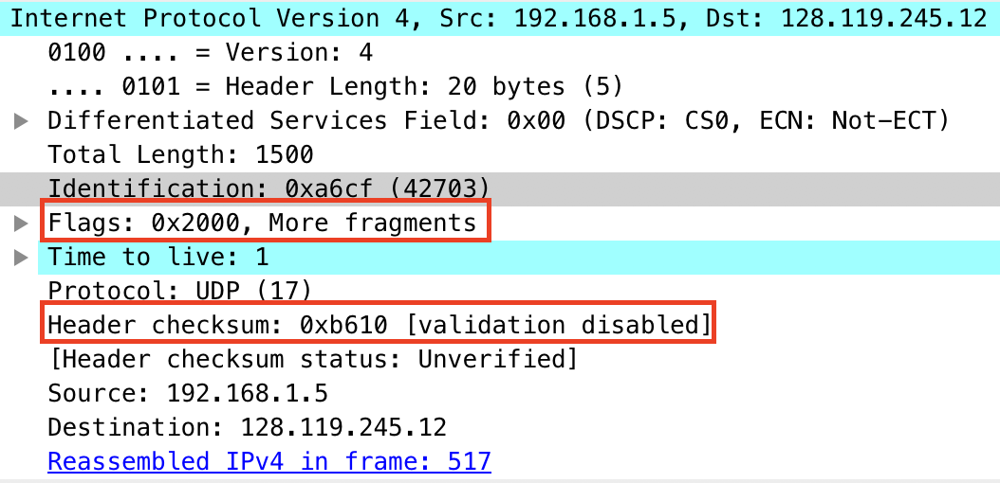 Internet Protocol Version 4, Src: 192.168.1.5, Dst: 128.119.245.12
0100 .... = Version: 4
.... 0101 = Header Length: 20 bytes (5)
Differentiated Services Field: 0x00 (DSCP: CS0, ECN: Not-ECT)
Total Length: 1500
Identification: 0xa6cf (42703)
Flags: 0x2000, More fragments
Time to live: 1
Protocol: UDP (17)
Header checksum: 0xb610 [validation disabled]
[Header checksum status: Unverified]
Source: 192.168.1.5
Destination: 128.119.245.12
Reassembled IPv4 in frame: 517